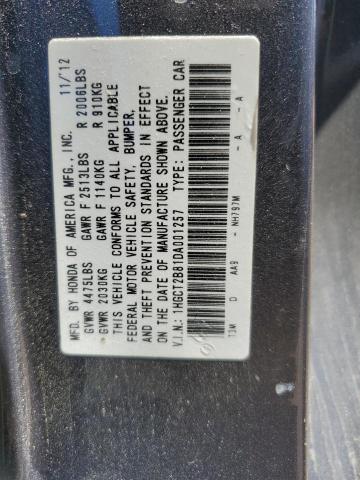 MFD. BY HONDA OF AMERICA MFG., INC. 11/12
GVWR 4475LBS GAWR F 2513LBS R 2006LBS
GVWR 2030KG GAWR F 1140KG R 910KG
THIS VEHICLE CONFORMS TO ALL APPLICABLE
FEDERAL MOTOR VEHICLE SAFETY, BUMPER,
AND THEFT PREVENTION STANDARDS IN EFFECT
ON THE DATE OF MANUFACTURE SHOWN ABOVE.
V.I.N.: 1HGCT2B81DA001257 TYPE: PASSENGER CAR
T3M D AA9 - NH797M - A - A